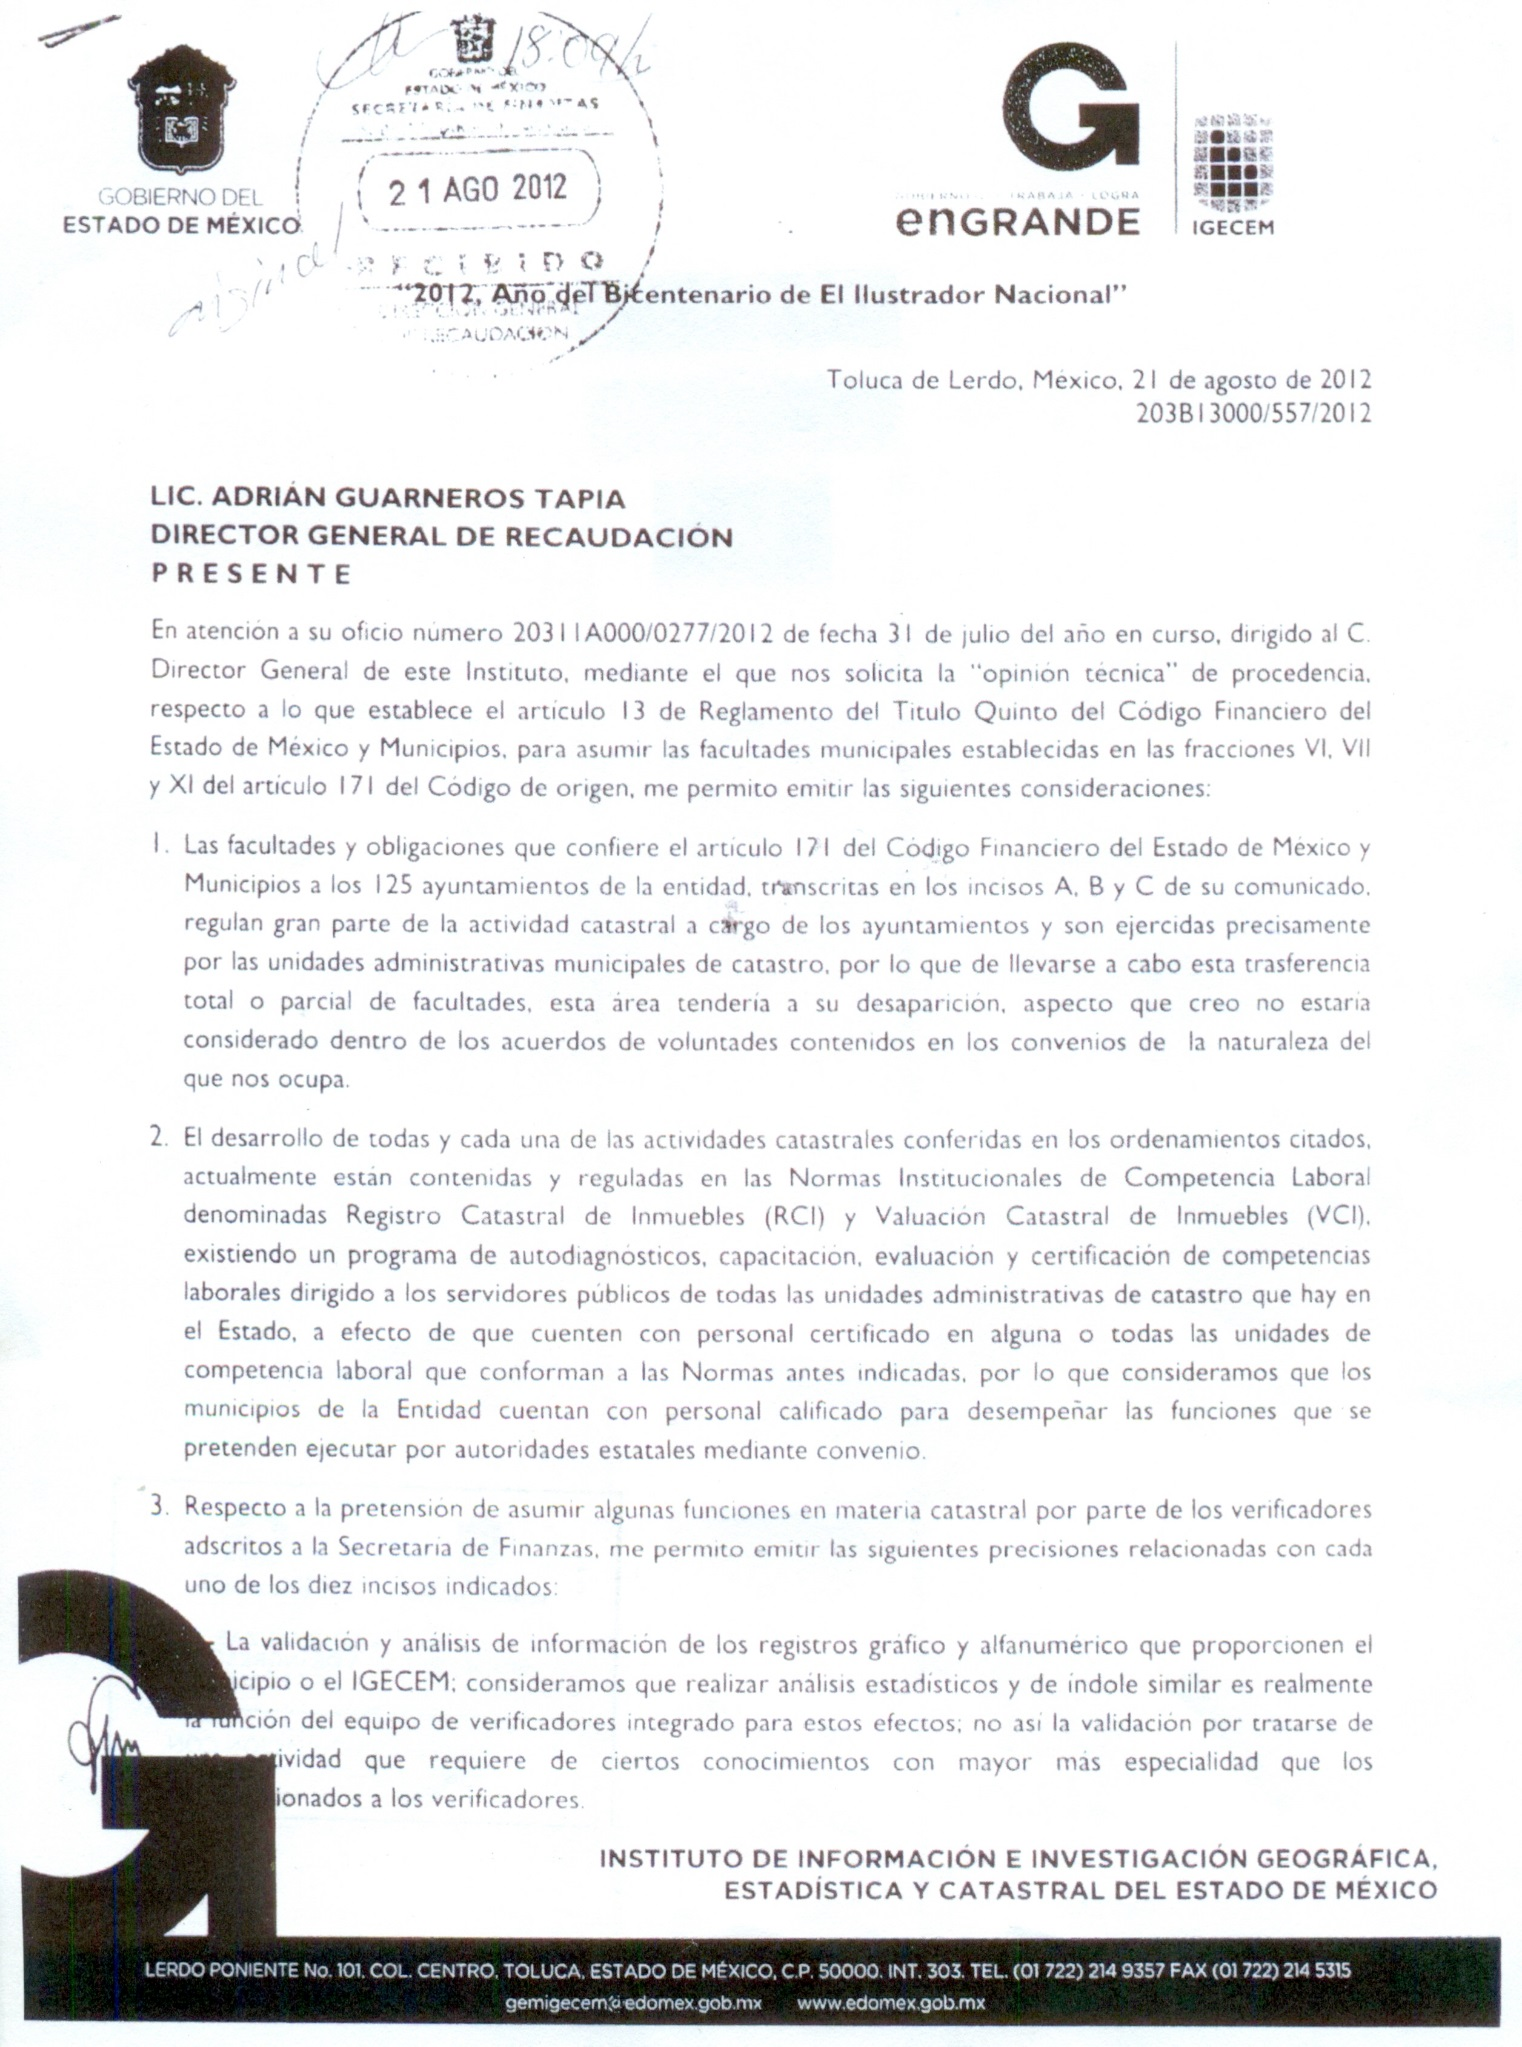 GOBIERNO DEL
ESTADO DE MÉXICO
18:09
GOBIERNO DEL
ESTADO DE MÉXICO
SECRETARÍA DE FINANZAS
21 AGO 2012
RECIBIDO
DIRECCIÓN GENERAL
RECAUDACIÓN
enGRANDE
IGECEM
"2012, Año del Bicentenario de El Ilustrador Nacional"
Toluca de Lerdo, México, 21 de agosto de 2012
203B13000/557/2012
LIC. ADRIÁN GUARNEROS TAPIA
DIRECTOR GENERAL DE RECAUDACIÓN
P R E S E N T E
En atención a su oficio número 20311A000/0277/2012 de fecha 31 de julio del año en curso, dirigido al C.
Director General de este Instituto, mediante el que nos solicita la "opinión técnica" de procedencia,
respecto a lo que establece el artículo 13 de Reglamento del Titulo Quinto del Código Financiero del
Estado de México y Municipios, para asumir las facultades municipales establecidas en las fracciones VI, VII
y XI del artículo 171 del Código de origen, me permito emitir las siguientes consideraciones:
1. Las facultades y obligaciones que confiere el artículo 171 del Código Financiero del Estado de México y
Municipios a los 125 ayuntamientos de la entidad, transcritas en los incisos A, B y C de su comunicado,
regulan gran parte de la actividad catastral a cargo de los ayuntamientos y son ejercidas precisamente
por las unidades administrativas municipales de catastro, por lo que de llevarse a cabo esta trasferencia
total o parcial de facultades, esta área tendería a su desaparición, aspecto que creo no estaría
considerado dentro de los acuerdos de voluntades contenidos en los convenios de la naturaleza del
que nos ocupa.
2. El desarrollo de todas y cada una de las actividades catastrales conferidas en los ordenamientos citados,
actualmente están contenidas y reguladas en las Normas Institucionales de Competencia Laboral
denominadas Registro Catastral de Inmuebles (RCI) y Valuación Catastral de Inmuebles (VCI),
existiendo un programa de autodiagnósticos, capacitación, evaluación y certificación de competencias
laborales dirigido a los servidores públicos de todas las unidades administrativas de catastro que hay en
el Estado, a efecto de que cuenten con personal certificado en alguna o todas las unidades de
competencia laboral que conforman a las Normas antes indicadas, por lo que consideramos que los
municipios de la Entidad cuentan con personal calificado para desempeñar las funciones que se
pretenden ejecutar por autoridades estatales mediante convenio.
3. Respecto a la pretensión de asumir algunas funciones en materia catastral por parte de los verificadores
adscritos a la Secretaria de Finanzas, me permito emitir las siguientes precisiones relacionadas con cada
uno de los diez incisos indicados:
- La validación y análisis de información de los registros gráfico y alfanumérico que proporcionen el
icipio o el IGECEM; consideramos que realizar análisis estadísticos y de índole similar es realmente
la función del equipo de verificadores integrado para estos efectos; no así la validación por tratarse de
tividad que requiere de ciertos conocimientos con mayor más especialidad que los
ionados a los verificadores.
INSTITUTO DE INFORMACIÓN E INVESTIGACIÓN GEOGRÁFICA,
ESTADÍSTICA Y CATASTRAL DEL ESTADO DE MÉXICO
LERDO PONIENTE No. 101, COL. CENTRO, TOLUCA, ESTADO DE MÉXICO, C.P. 50000. INT. 303. TEL. (01 722) 214 9357 FAX (01 722) 214 5315
gemigecem@edomex.gob.mx www.edomex.gob.mx